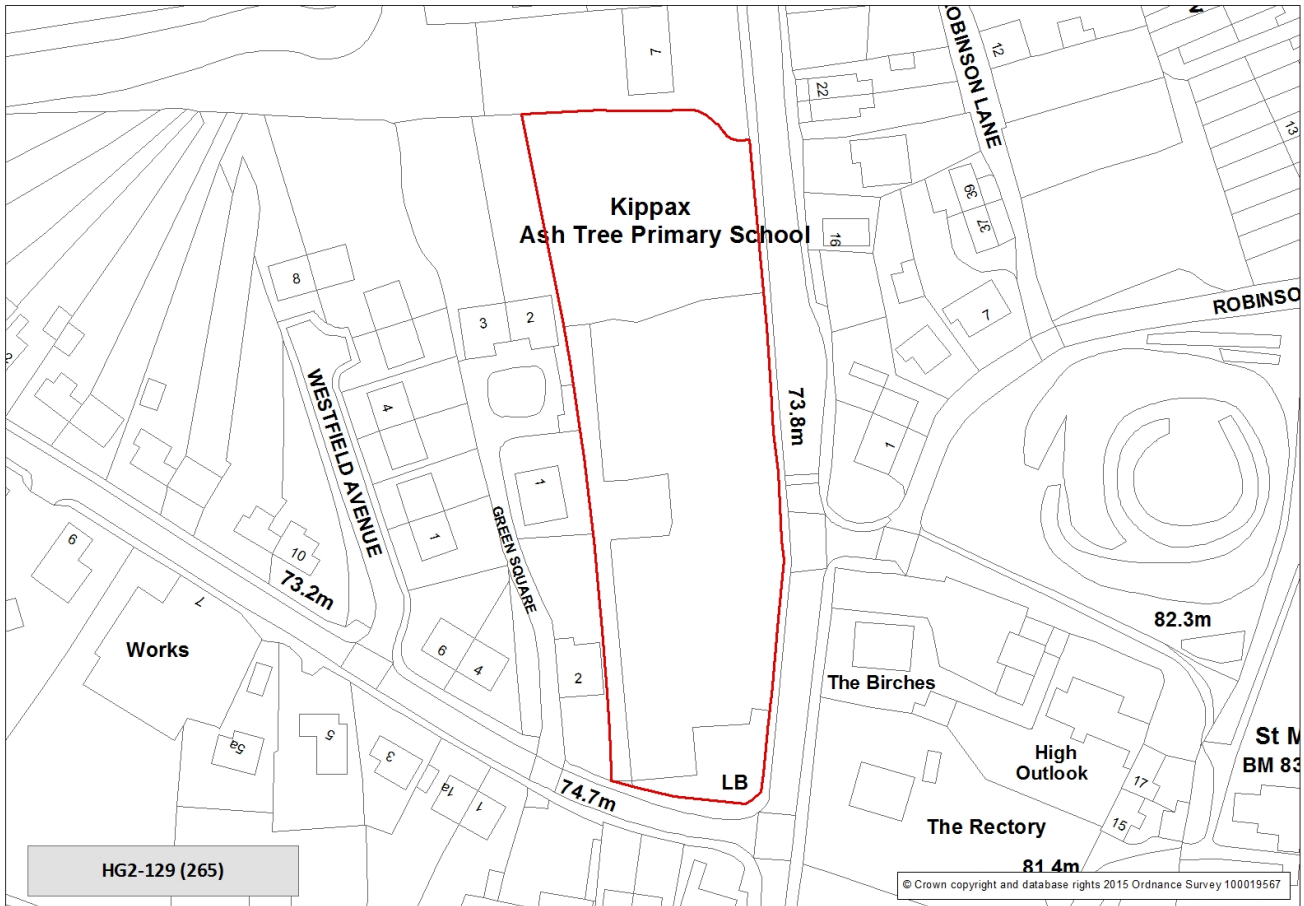 7
22
12
ROBINSON LANE
13
39
37
Kippax
Ash Tree Primary School
16
8
7
ROBINSO
3
2
WESTFIELD AVENUE
4
73.8m
1
1
1
GREEN SQUARE
6
10
73.2m
7
Works
82.3m
6
4
2
The Birches
St M
BM 83
High
Outlook
5
5a
3
1a
1
74.7m
LB
17
15
The Rectory
81.4m
HG2-129 (265)
© Crown copyright and database rights 2015 Ordnance Survey 100019567